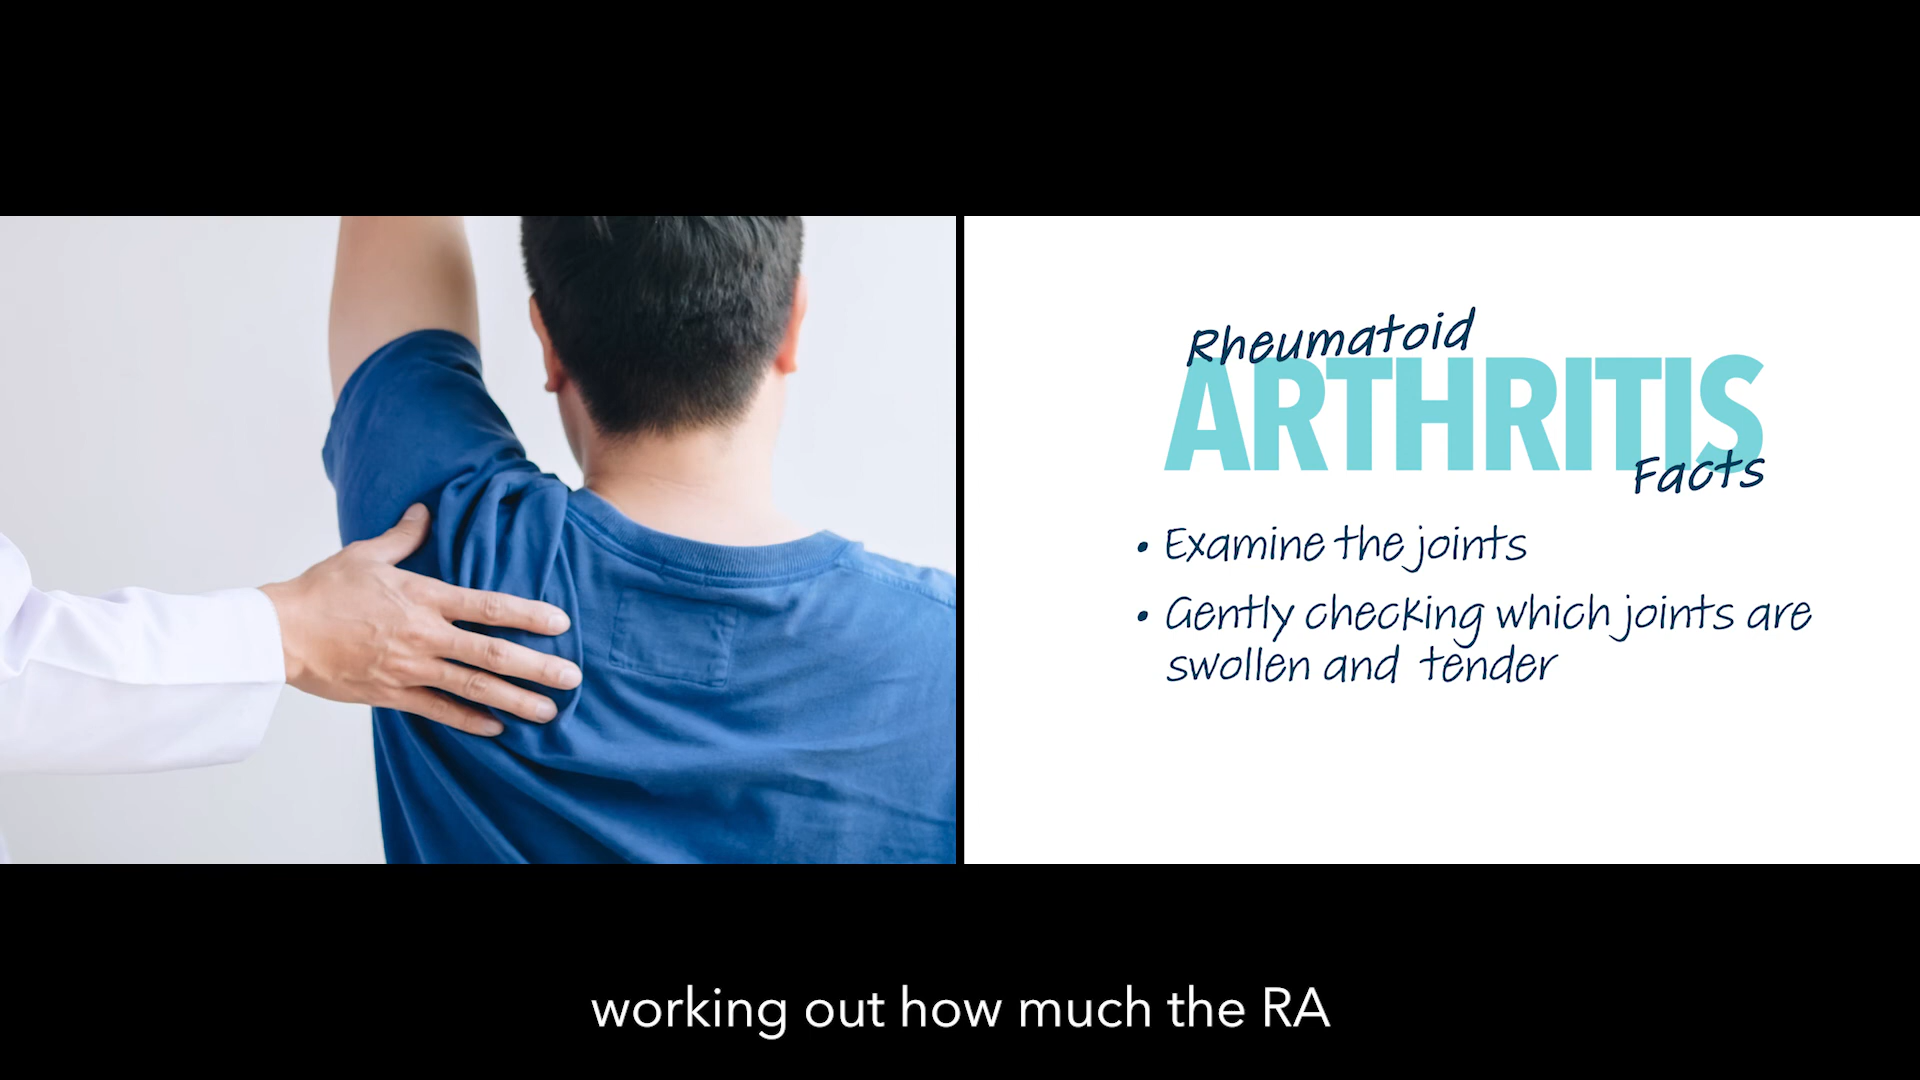 Rheumatoid
ARTHRITIS
Facts
• Examine the joints
• Gently checking which joints are
swollen and tender
working out how much the RA